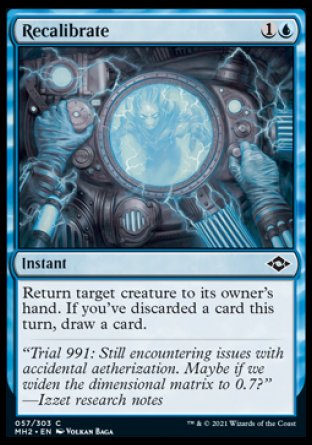 Recalibrate 1
Instant
Return target creature to its owner's
hand. If you've discarded a card this
turn, draw a card.
“Trial 991: Still encountering issues with
accidental aetherization. Maybe if we
widen the dimensional matrix to 0.7?”
—Izzet research notes
057/303 C
MH2 • EN VOLKAN BAGA
™ & © 2021 Wizards of the Coast